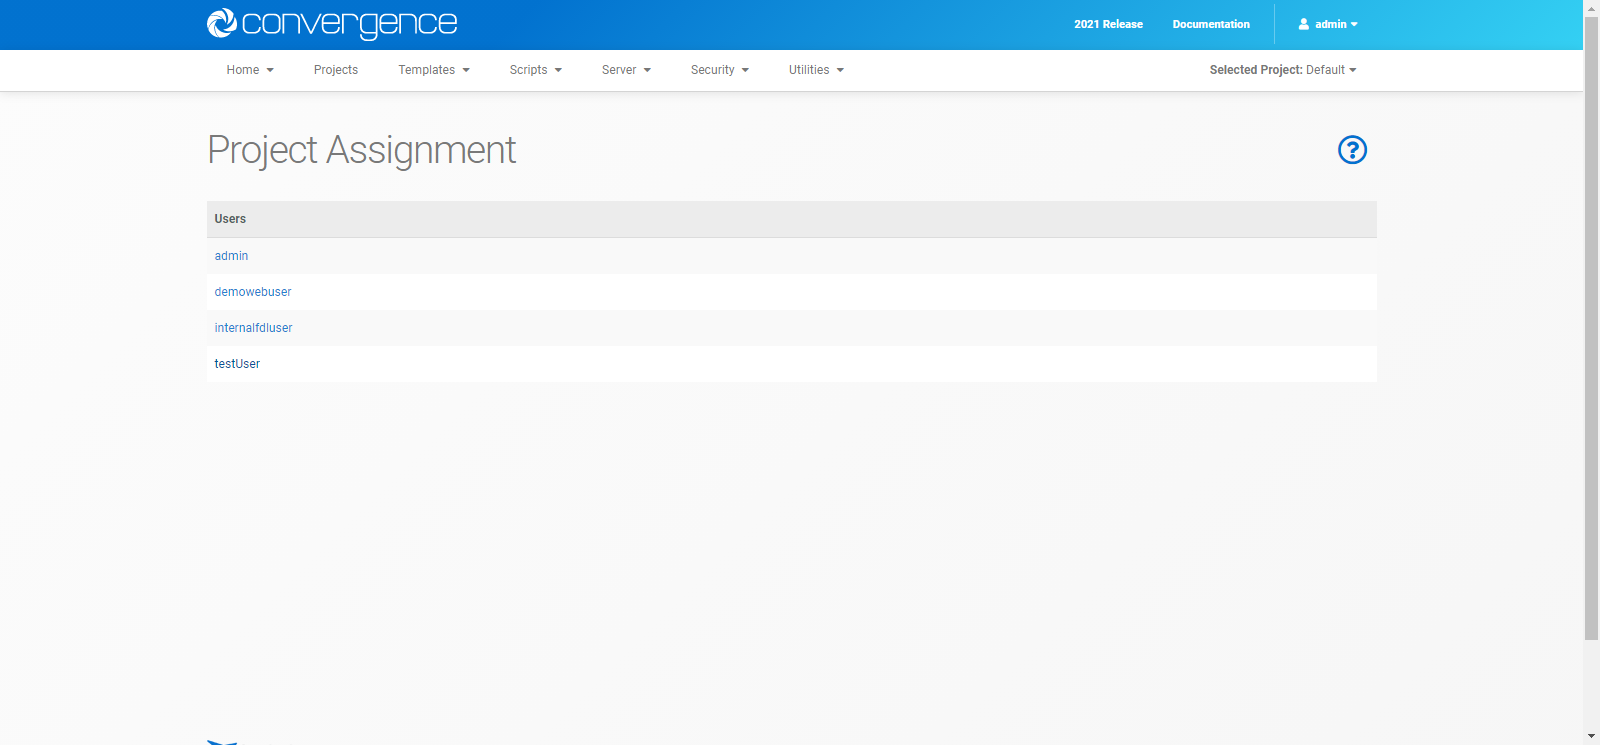 convergence
2021 Release Documentation admin
Home Projects Templates Scripts Server Security Utilities Selected Project: Default
Project Assignment
?
Users
admin
demowebuser
internalfdluser
testUser